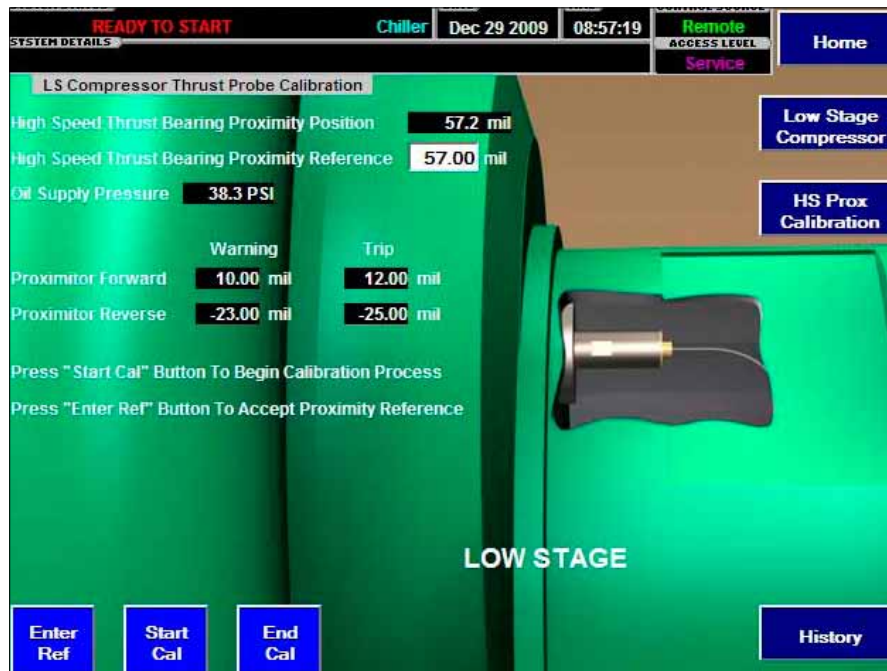 READY TO START
Chiller
Dec 29 2009
08:57:19
Remote
ACCESS LEVEL
Service
Home
SYSTEM DETAILS
LS Compressor Thrust Probe Calibration
High Speed Thrust Bearing Proximity Position 57.2 mil
High Speed Thrust Bearing Proximity Reference 57.00 mil
Oil Supply Pressure 38.3 PSI
Low Stage
Compressor
HS Prox
Calibration
Warning Trip
Proximitor Forward 10.00 mil 12.00 mil
Proximitor Reverse -23.00 mil -25.00 mil
Press "Start Cal" Button To Begin Calibration Process
Press "Enter Ref" Button To Accept Proximity Reference
LOW STAGE
Enter
Ref
Start
Cal
End
Cal
History